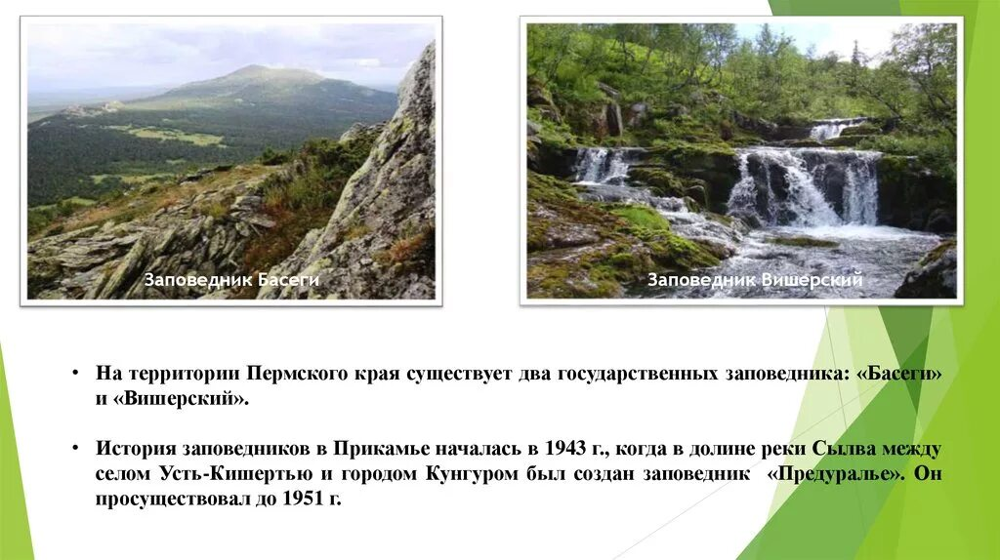 Заповедник Басеги
Заповедник Вишерский
• На территории Пермского края существует два государственных заповедника: «Басеги»
и «Вишерский».
• История заповедников в Прикамье началась в 1943 г., когда в долине реки Сылва между
селом Усть-Кишертью и городом Кунгуром был создан заповедник «Предуралье». Он
просуществовал до 1951 г.